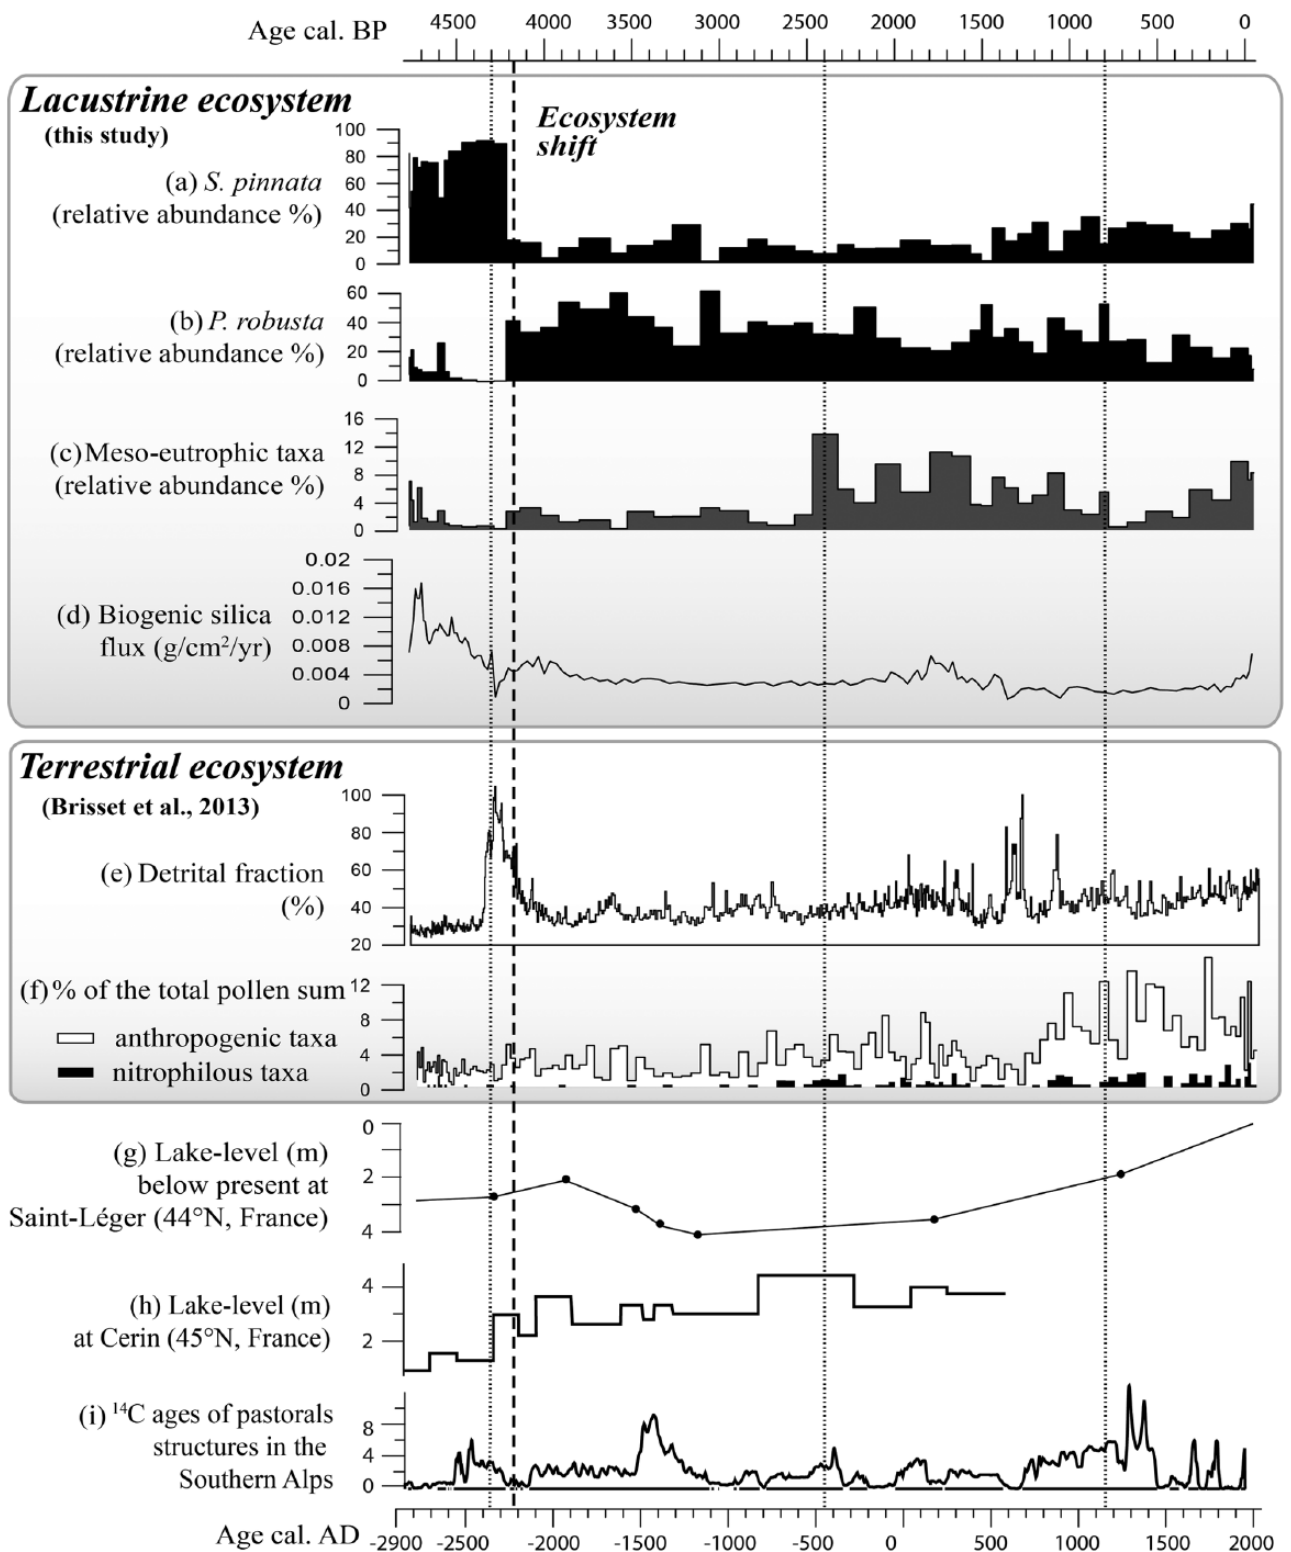 Age cal. BP
4500 4000 3500 3000 2500 2000 1500 1000 500 0
Lacustrine ecosystem
(this study)
Ecosystem
shift
(a) S. pinnata
(relative abundance %)
100
80
60
40
20
0
(b) P. robusta
(relative abundance %)
60
40
20
0
(c) Meso-eutrophic taxa
(relative abundance %)
16
12
8
4
0
(d) Biogenic silica
flux (g/cm²/yr)
0.02
0.016
0.012
0.008
0.004
0
Terrestrial ecosystem
(Brisset et al., 2013)
(e) Detrital fraction
(%)
100
80
60
40
20
(f) % of the total pollen sum
anthropogenic taxa
nitrophilous taxa
12
8
4
0
(g) Lake-level (m)
below present at
Saint-Léger (44°N, France)
0
2
4
(h) Lake-level (m)
at Cerin (45°N, France)
4
2
(i) ¹⁴C ages of pastorals
structures in the
Southern Alps
8
4
0
Age cal. AD
-2900 -2500 -2000 -1500 -1000 -500 0 500 1000 1500 2000